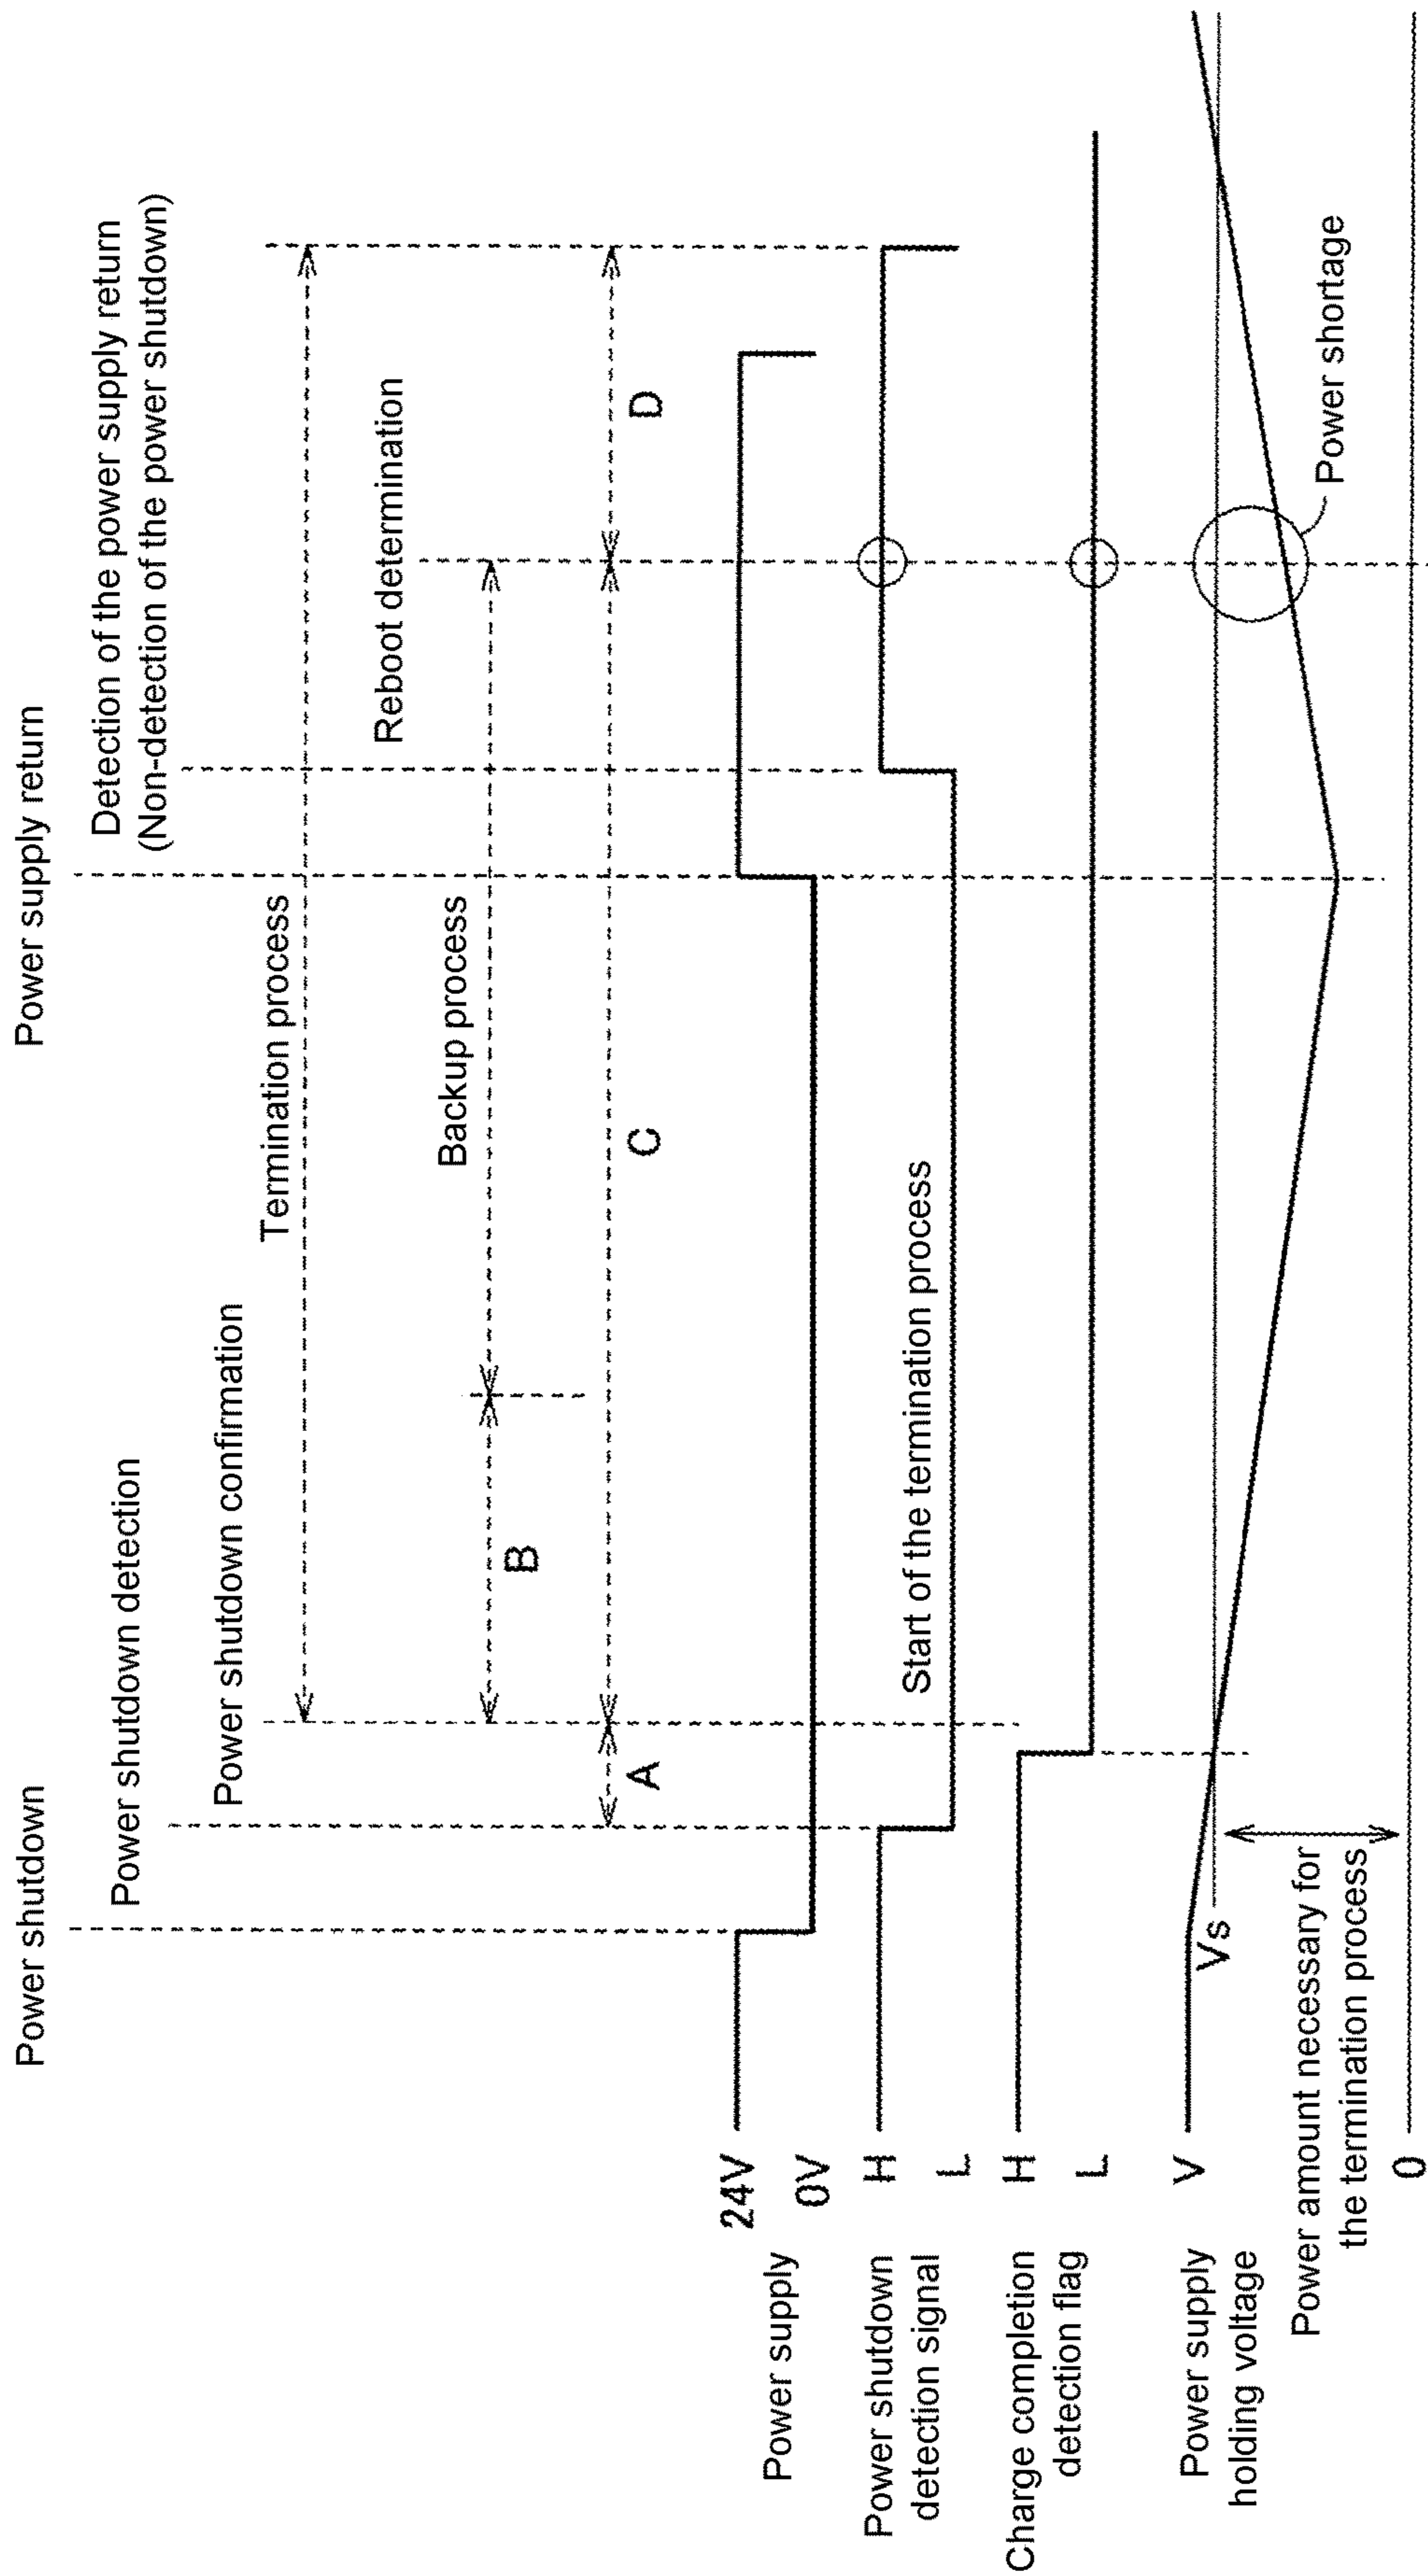 Power shutdown
Power supply return
Power shutdown detection
Detection of the power supply return
(Non-detection of the power shutdown)
Power shutdown confirmation
Termination process
Reboot determination
Backup process
B
A
C
D
24V
0V
Power supply
H
L
Power shutdown
detection signal
Start of the termination process
H
L
Charge completion
detection flag
V
Vs
Power supply
holding voltage
Power amount necessary for
the termination process
Power shortage
0